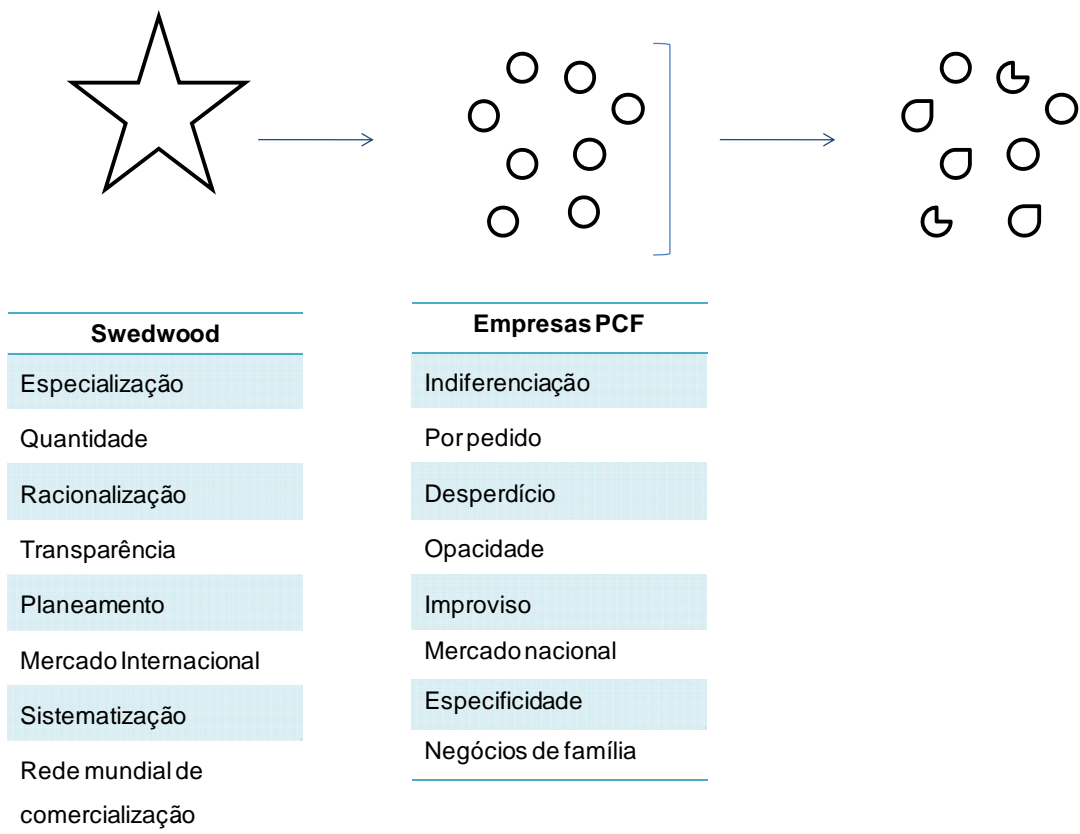 Swedwood
Especialização
Quantidade
Racionalização
Transparência
Planeamento
Mercado Internacional
Sistematização
Rede mundial de
comercialização
Empresas PCF
Indiferenciação
Por pedido
Desperdício
Opacidade
Improviso
Mercado nacional
Especificidade
Negócios de família